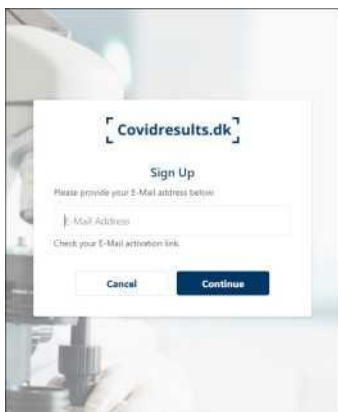 Covidresults.dk
Sign Up
Please provide your E-Mail address below
E-Mail Address
Check your E-Mail activation link.
Cancel
Continue